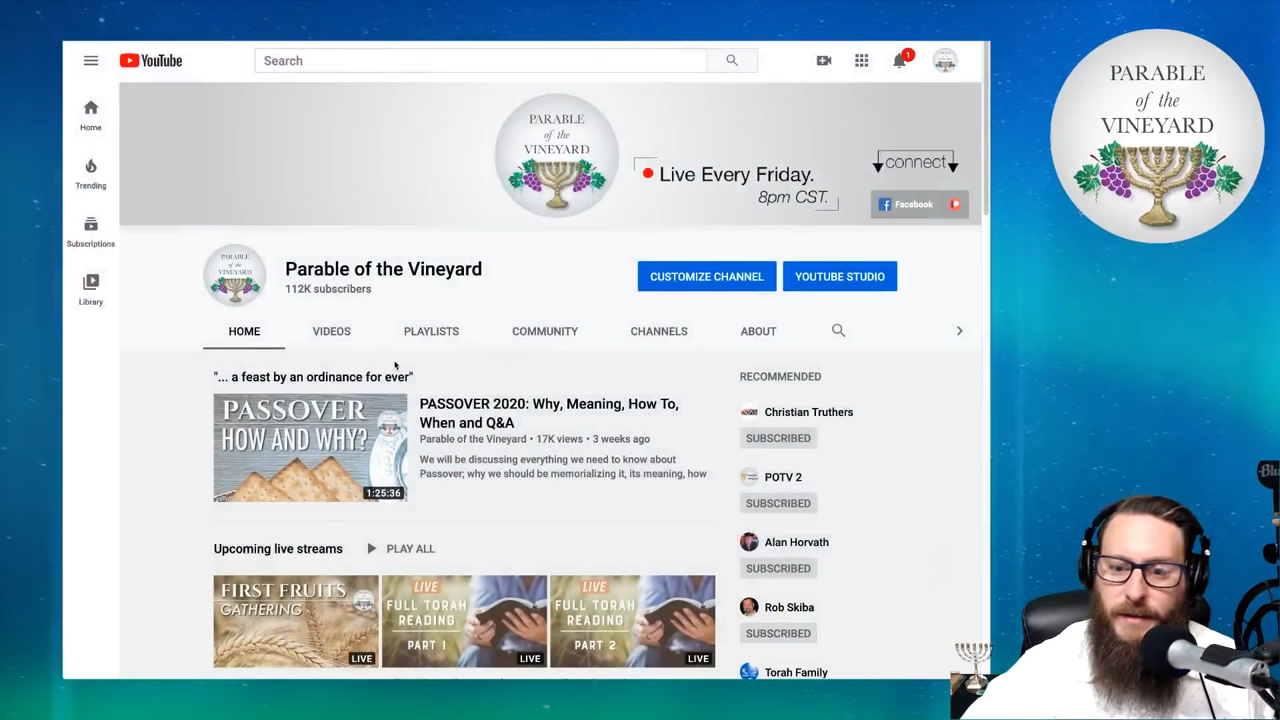 YouTube
Search
1
Home
Trending
Subscriptions
Library
PARABLE
of the
VINEYARD
Live Every Friday.
8pm CST.
connect
Facebook
PARABLE
of the
VINEYARD
PARABLE
of the
VINEYARD
Parable of the Vineyard
112K subscribers
CUSTOMIZE CHANNEL
YOUTUBE STUDIO
HOME
VIDEOS
PLAYLISTS
COMMUNITY
CHANNELS
ABOUT
"... a feast by an ordinance for ever"
PASSOVER
HOW AND WHY?
1:25:36
PASSOVER 2020: Why, Meaning, How To,
When and Q&A
Parable of the Vineyard • 17K views • 3 weeks ago
We will be discussing everything we need to know about
Passover; why we should be memorializing it, its meaning, how
Upcoming live streams
PLAY ALL
FIRST FRUITS
GATHERING
LIVE
LIVE
FULL TORAH
READING
PART 1
LIVE
LIVE
FULL TORAH
READING
PART 2
LIVE
RECOMMENDED
Christian Truthers
SUBSCRIBED
POTV 2
SUBSCRIBED
Alan Horvath
SUBSCRIBED
Rob Skiba
SUBSCRIBED
Torah Family